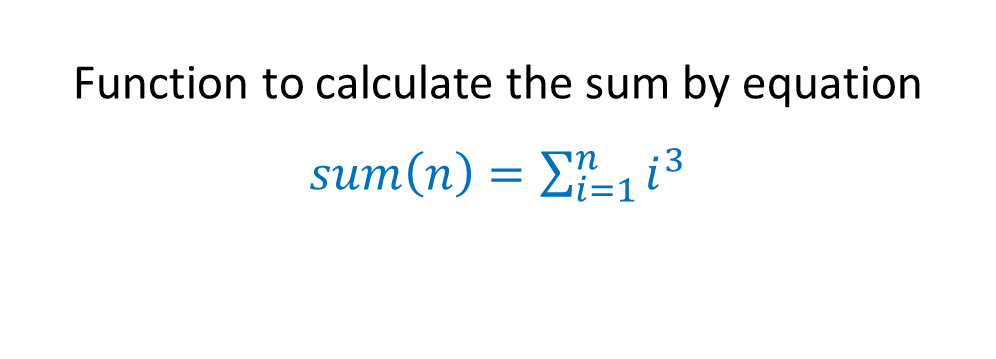 Function to calculate the sum by equation
𝑠𝑢𝑚(𝑛) = ∑ⁿᵢ₌₁ 𝑖³